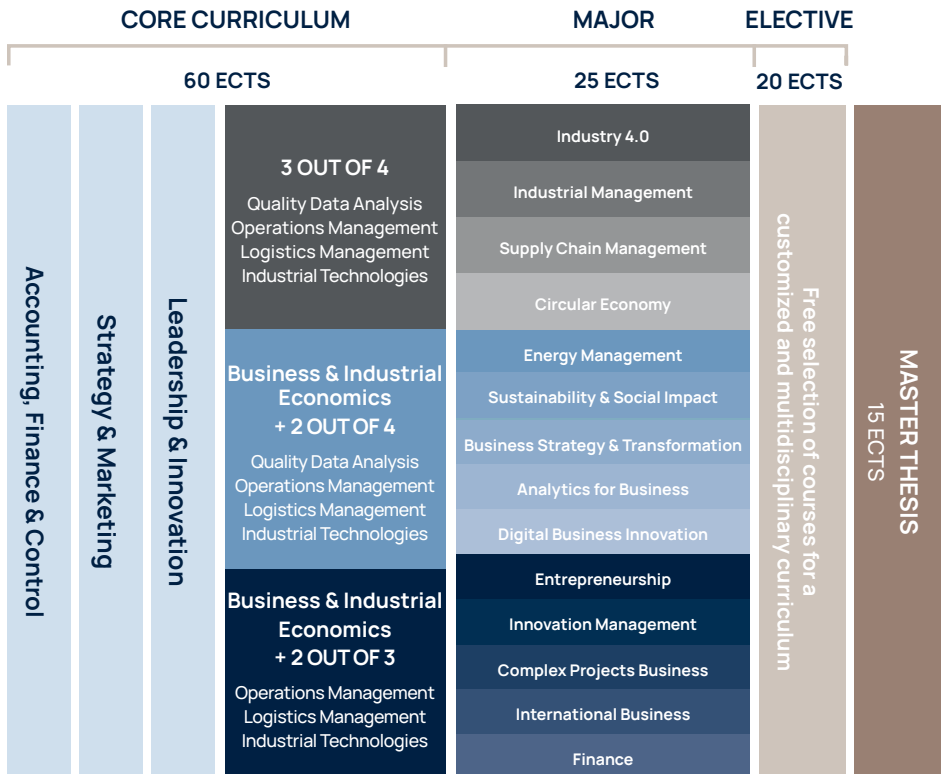 CORE CURRICULUM
MAJOR
ELECTIVE
60 ECTS
25 ECTS
20 ECTS
Accounting, Finance & Control
Strategy & Marketing
Leadership & Innovation
3 OUT OF 4
Quality Data Analysis
Operations Management
Logistics Management
Industrial Technologies
Business & Industrial
Economics
+ 2 OUT OF 4
Quality Data Analysis
Operations Management
Logistics Management
Industrial Technologies
Business & Industrial
Economics
+ 2 OUT OF 3
Operations Management
Logistics Management
Industrial Technologies
Industry 4.0
Industrial Management
Supply Chain Management
Circular Economy
Energy Management
Sustainability & Social Impact
Business Strategy & Transformation
Analytics for Business
Digital Business Innovation
Entrepreneurship
Innovation Management
Complex Projects Business
International Business
Finance
Free selection of courses for a
customized and multidisciplinary curriculum
MASTER THESIS
15 ECTS